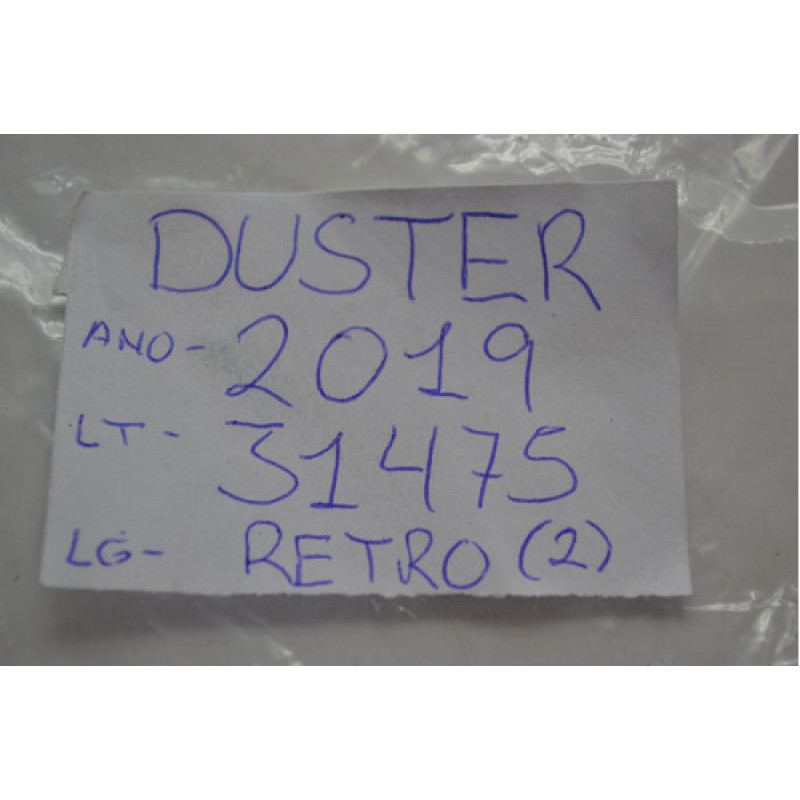 DUSTER
ANO- 2019
LT- 31475
LG- RETRO (2)